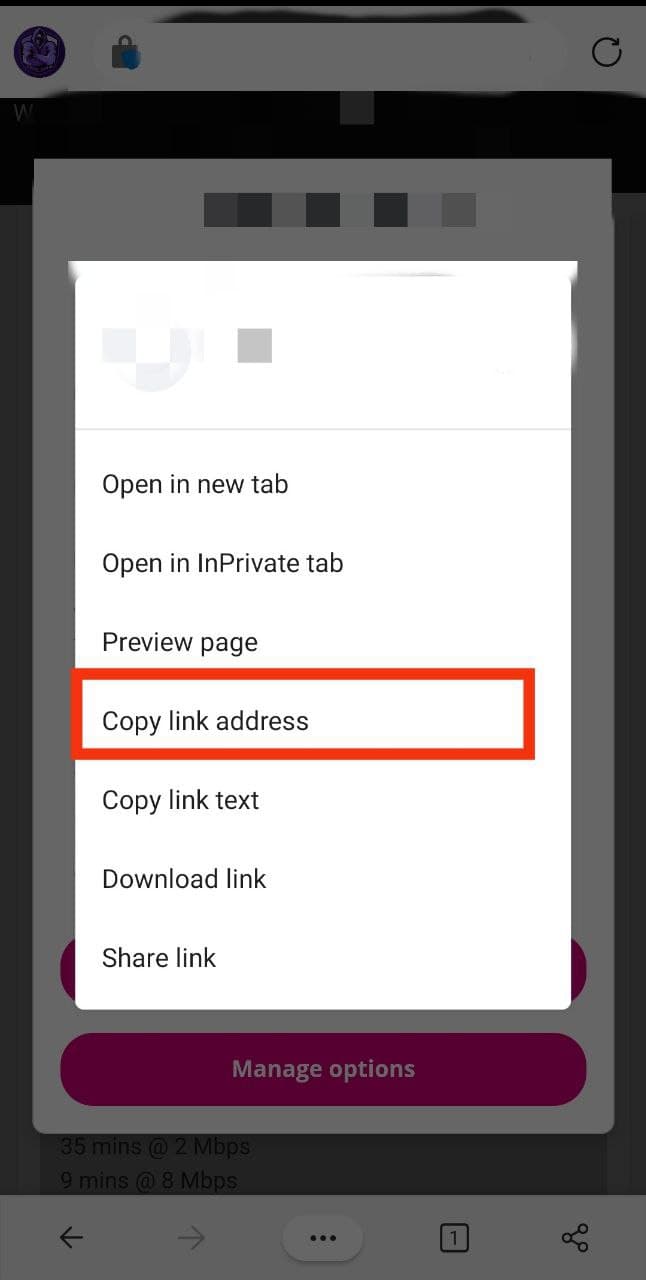 Open in new tab
Open in InPrivate tab
Preview page
Copy link address
Copy link text
Download link
Share link
Manage options
35 mins @ 2 Mbps
9 mins @ 8 Mbps
1